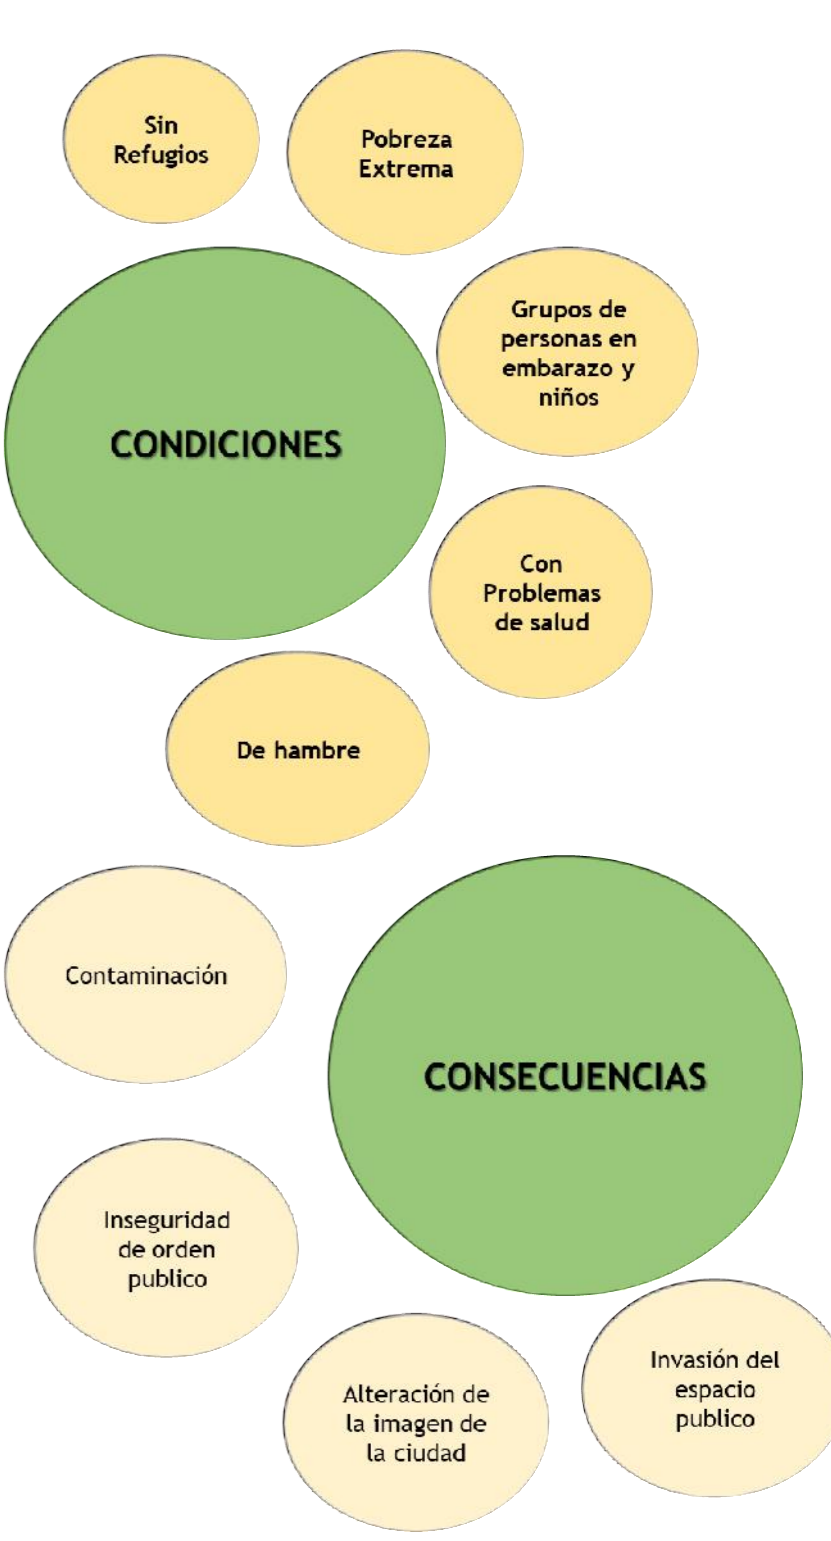 Sin
Refugios
Pobreza
Extrema
Grupos de
personas en
embarazo y
niños
CONDICIONES
Con
Problemas
de salud
De hambre
Contaminación
CONSECUENCIAS
Inseguridad
de orden
publico
Invasión del
espacio
publico
Alteración de
la imagen de
la ciudad